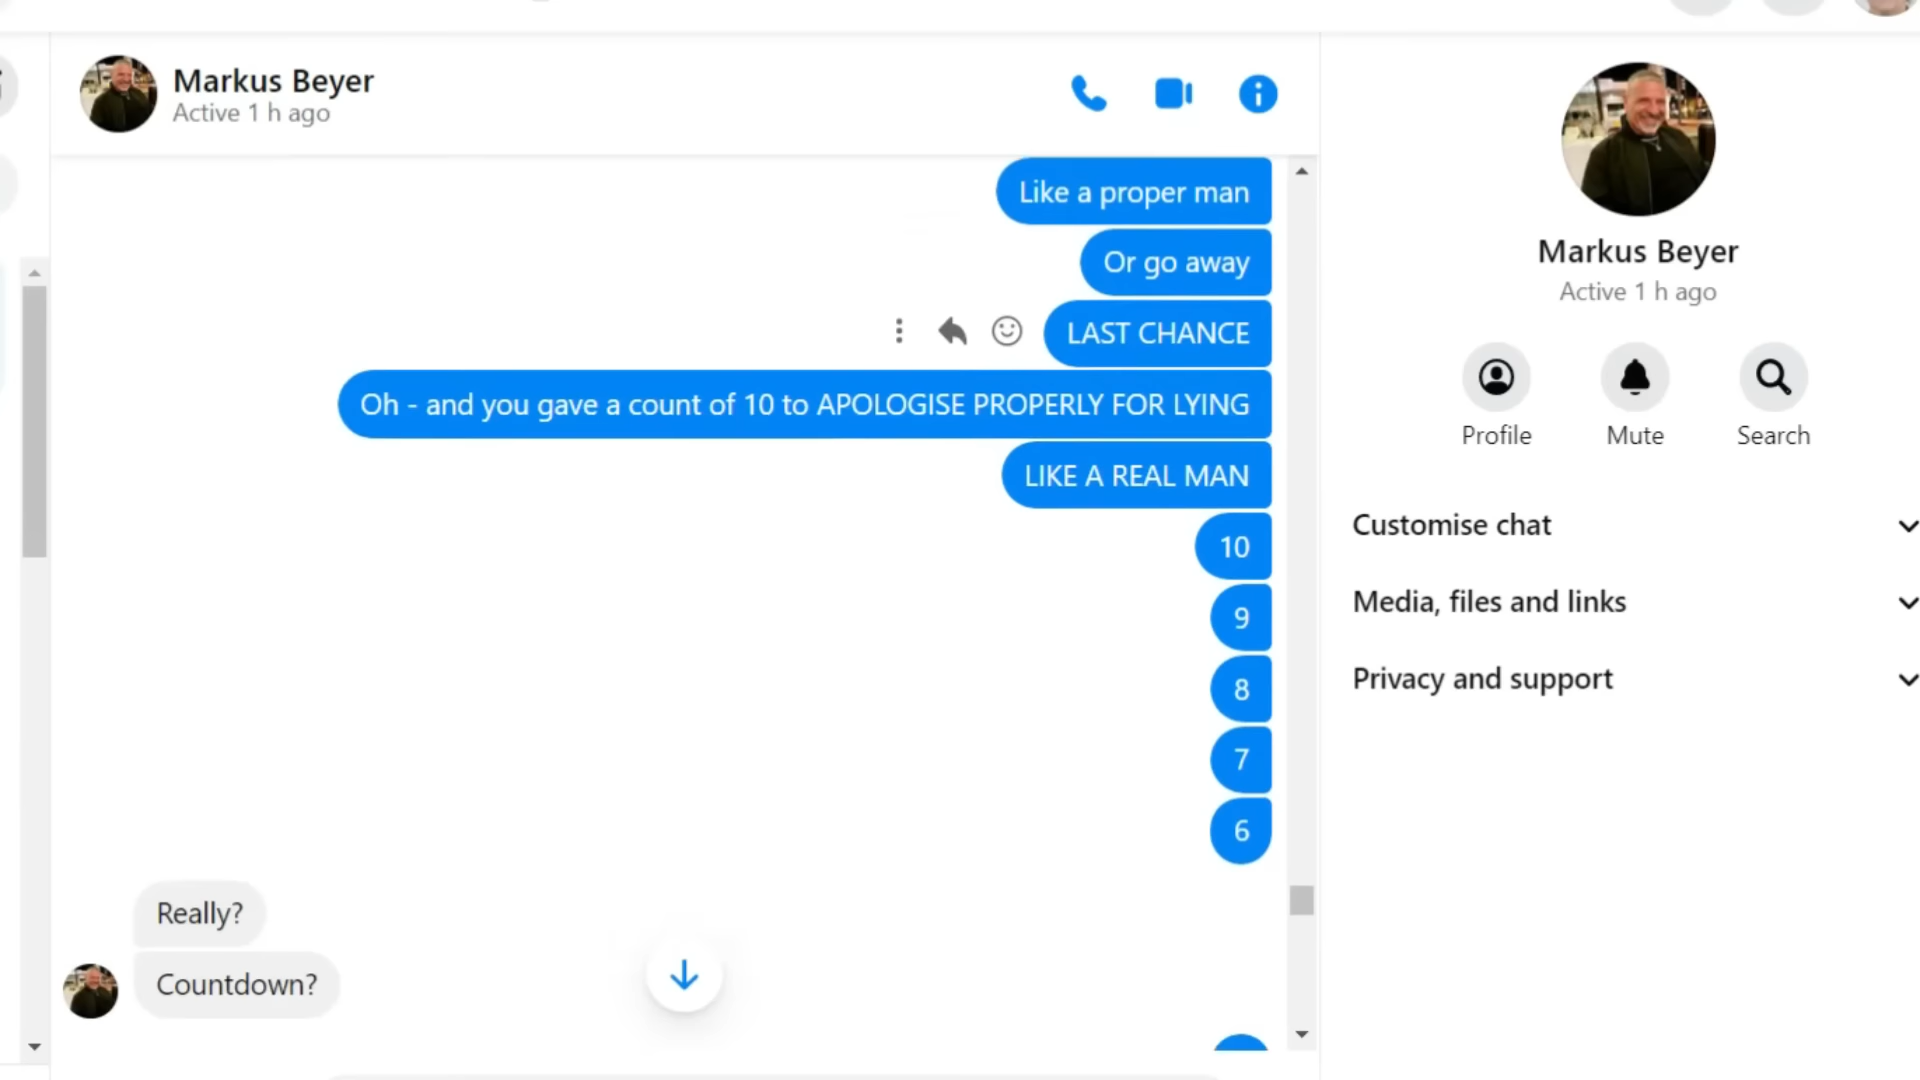 Markus Beyer
Active 1 h ago
Like a proper man
Or go away
LAST CHANCE
Oh - and you gave a count of 10 to APOLOGISE PROPERLY FOR LYING
LIKE A REAL MAN
10
9
8
7
6
Really?
Countdown?
Markus Beyer
Active 1 h ago
Profile
Mute
Search
Customise chat
Media, files and links
Privacy and support